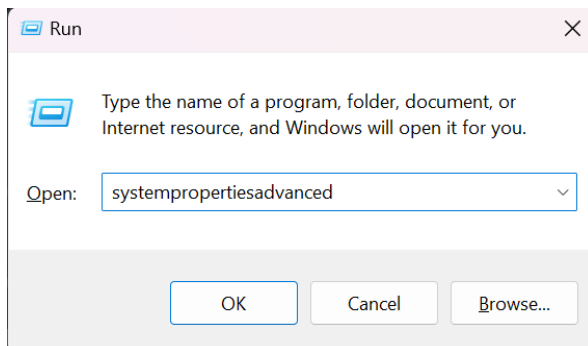 Run
Type the name of a program, folder, document, or
Internet resource, and Windows will open it for you.
Open: systempropertiesadvanced
OK Cancel Browse...